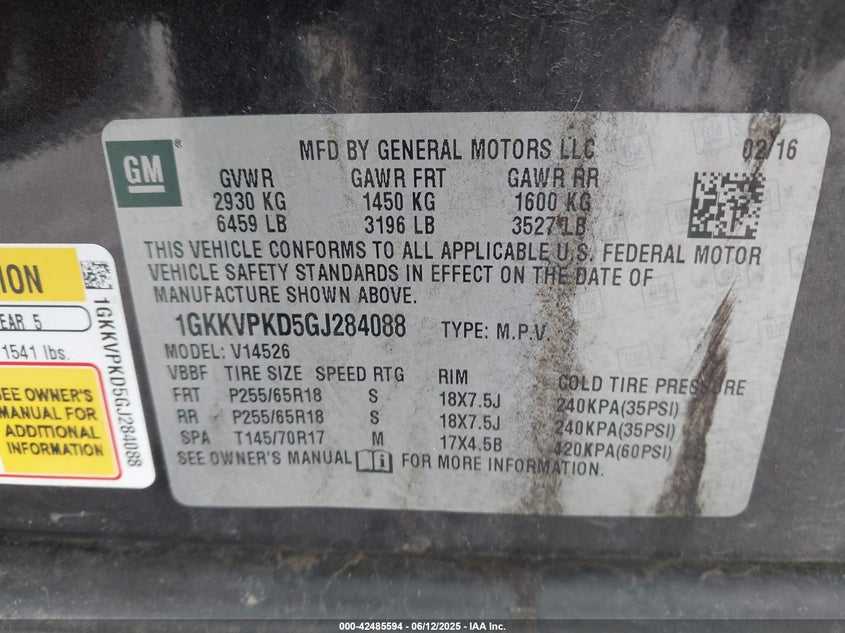 GM
MFD BY GENERAL MOTORS LLC 02/16
GVWR GAWR FRT GAWR RR
2930 KG 1450 KG 1600 KG
6459 LB 3196 LB 3527 LB
THIS VEHICLE CONFORMS TO ALL APPLICABLE U.S. FEDERAL MOTOR
VEHICLE SAFETY STANDARDS IN EFFECT ON THE DATE OF
MANUFACTURE SHOWN ABOVE.
1GKKVPKD5GJ284088 TYPE: M.P.V.
MODEL: V14526
VBBF TIRE SIZE SPEED RTG RIM COLD TIRE PRESSURE
FRT P255/65R18 S 18X7.5J 240KPA(35PSI)
RR P255/65R18 S 18X7.5J 240KPA(35PSI)
SPA T145/70R17 M 17X4.5B 420KPA(60PSI)
SEE OWNER'S MANUAL FOR MORE INFORMATION.
ION
EAR 5
1541 lbs.
SEE OWNER'S
MANUAL FOR
ADDITIONAL
INFORMATION
1GKKVPKD5GJ284088
000-42485594 - 06/12/2025 - IAA Inc.